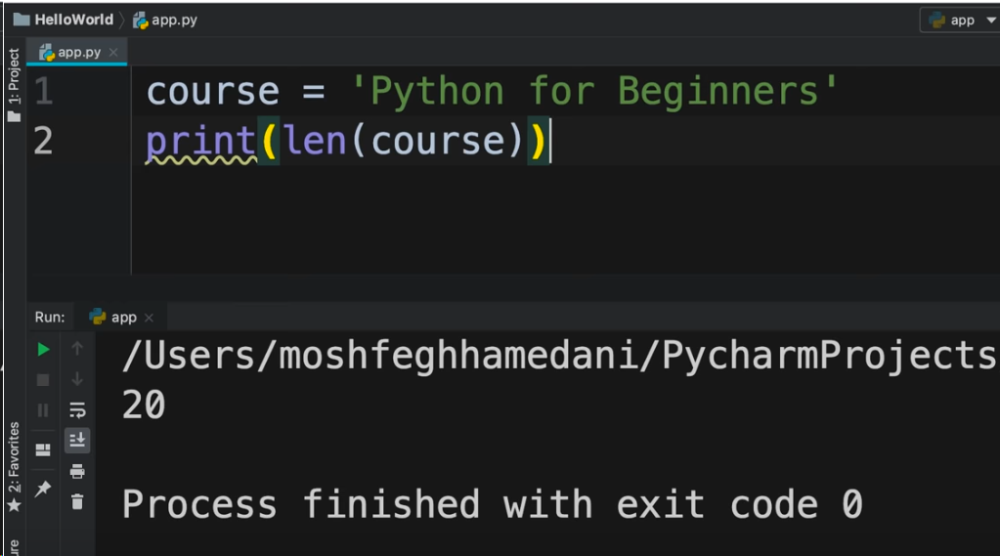 HelloWorld app.py app
app.py
1: Project
1 course = 'Python for Beginners'
2 print(len(course))
Run: app
/Users/moshfeghhamedani/PycharmProjects
20
Process finished with exit code 0
2: Favorites